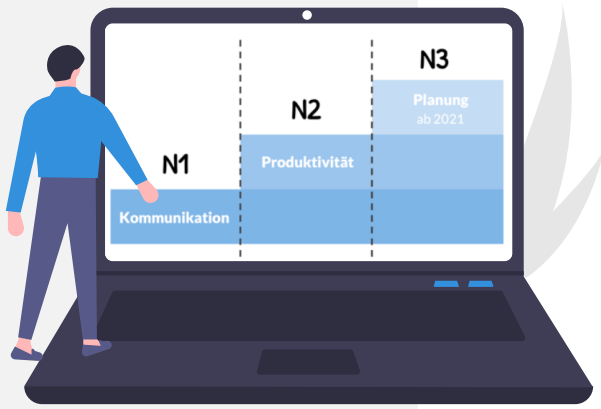 N3
Planung
ab 2021
N2
Produktivität
N1
Kommunikation